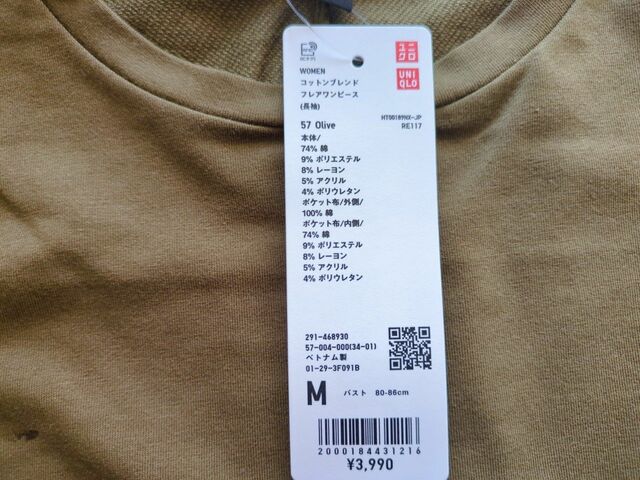 ユニ
クロ
UNI
QLO
WOMEN
コットンブレンド
フレアワンピース
(長袖)
HT00189NX-JP
57 Olive RE117
本体/
74% 綿
9% ポリエステル
8% レーヨン
5% アクリル
4% ポリウレタン
ポケット布/外側/
100% 綿
ポケット布/内側/
74% 綿
9% ポリエステル
8% レーヨン
5% アクリル
4% ポリウレタン
291-468930
57-004-000(34-01)
ベトナム製
01-29-3F091B
M バスト 80-86cm
2000184431216
¥3,990